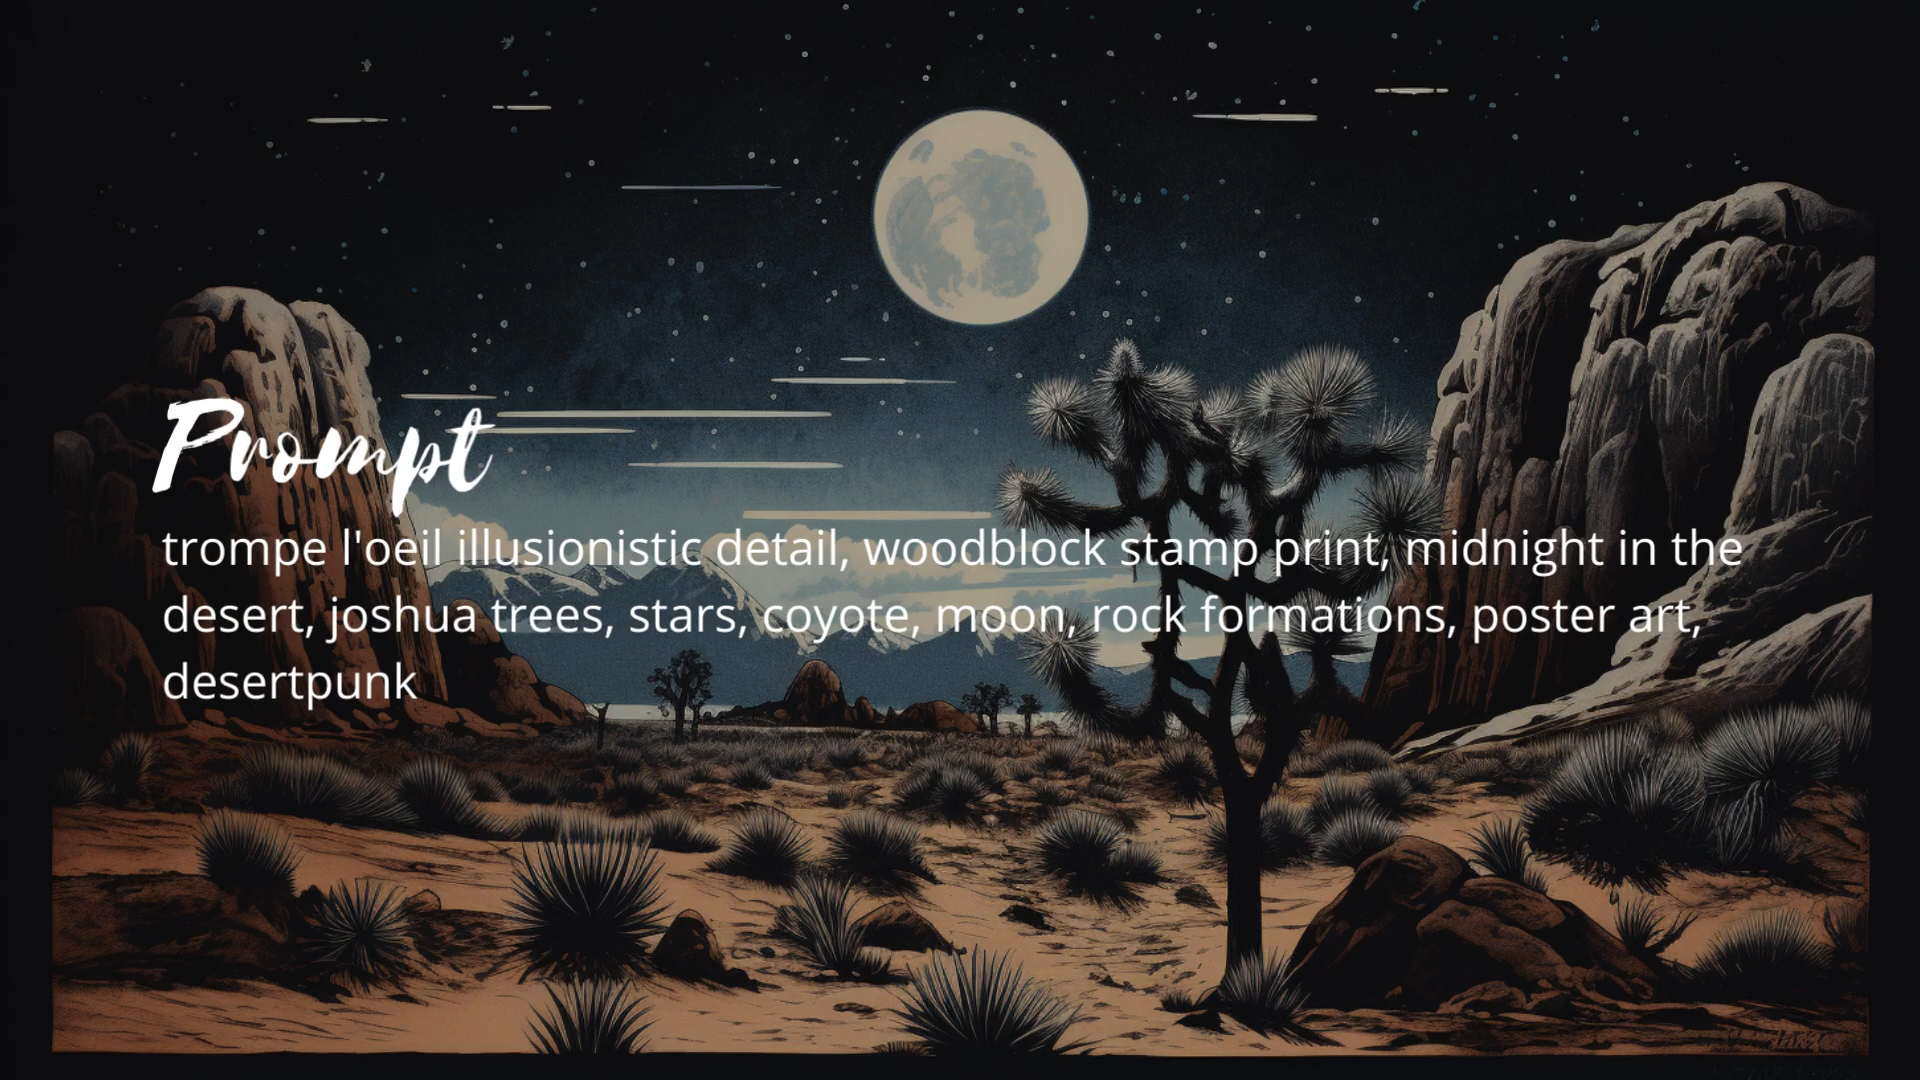 Prompt
trompe l'oeil illusionistic detail, woodblock stamp print, midnight in the
desert, joshua trees, stars, coyote, moon, rock formations, poster art,
desertpunk